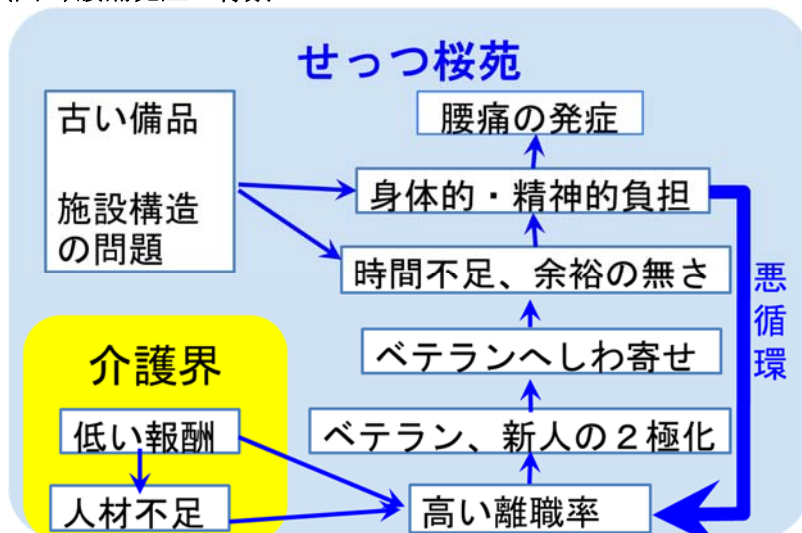 せっつ桜苑
古い備品
施設構造
の問題
腰痛の発症
身体的・精神的負担
時間不足、余裕の無さ
ベテランへしわ寄せ
ベテラン、新人の２極化
高い離職率
悪循環
介護界
低い報酬
人材不足